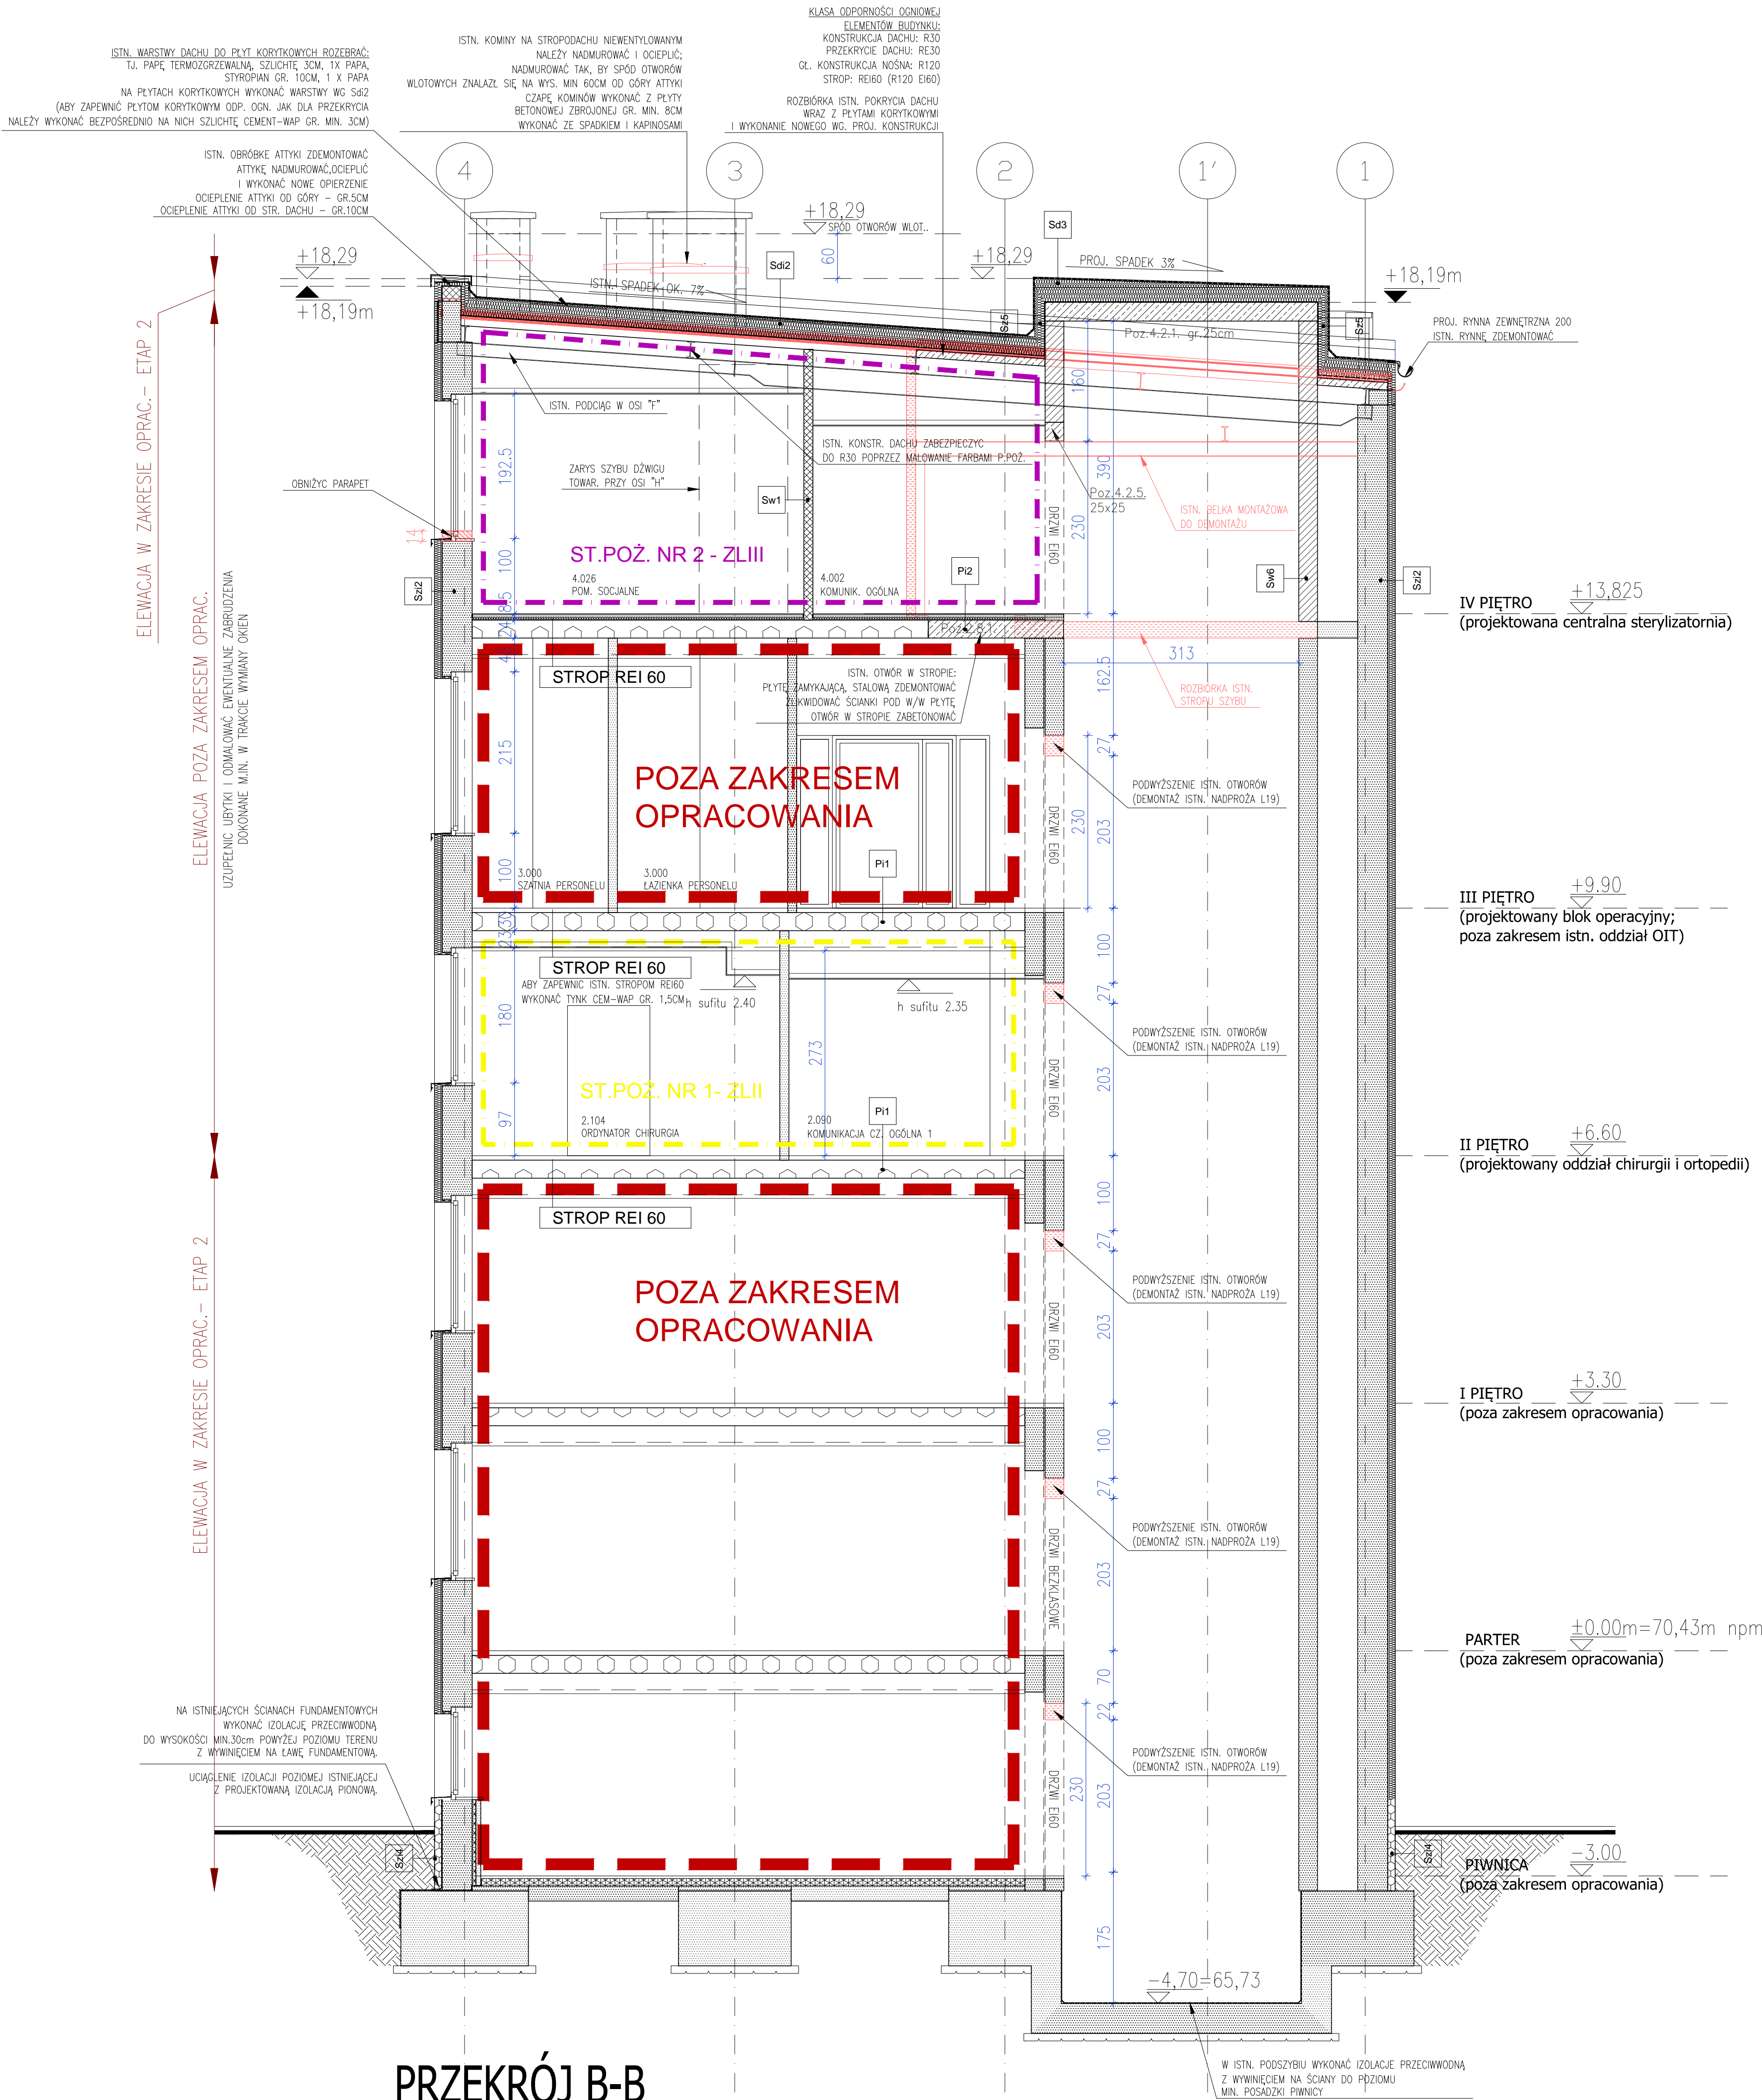 KLASA ODPORNOŚCI OGNIOWEJ
ELEMENTÓW BUDYNKU:
KONSTRUKCJA DACHU: R30
PRZEKRYCIE DACHU: RE30
GŁ. KONSTRUKCJA NOŚNA: R120
STROP: REI60 (R120 EI60)
ROZBIÓRKA ISTN. POKRYCIA DACHU
WRAZ Z PŁYTAMI KORYTKOWYMI
I WYKONANIE NOWEGO WG. PROJ. KONSTRUKCJI
ISTN. KOMINY NA STROPODACHU NIEWENTYLOWANYM
NALEŻY NADMUROWAĆ I OCIEPLIĆ;
NADMUROWAĆ TAK, BY SPÓD OTWORÓW
WLOTOWYCH ZNALAZŁ SIĘ NA WYS. MIN 60CM OD GÓRY ATTYKI
CZAPĘ KOMINÓW WYKONAĆ Z PŁYTY
BETONOWEJ ZBROJONEJ GR. MIN. 8CM
WYKONAĆ ZE SPADKIEM I KAPINOSAMI
ISTN. WARSTWY DACHU DO PŁYT KORYTKOWYCH ROZEBRAĆ:
TJ. PAPĘ TERMOZGRZEWALNĄ, SZLICHTĘ 3CM, 1X PAPA,
STYROPIAN GR. 10CM, 1 X PAPA
NA PŁYTACH KORYTKOWYCH WYKONAĆ WARSTWY WG Sdi2
(ABY ZAPEWNIĆ PŁYTOM KORYTKOWYM ODP. OGN. JAK DLA PRZEKRYCIA
NALEŻY WYKONAĆ BEZPOŚREDNIO NA NICH SZLICHTĘ CEMENT-WAP GR. MIN. 3CM)
ISTN. OBRÓBKE ATTYKI ZDEMONTOWAĆ
ATTYKĘ NADMUROWAĆ,OCIEPLIĆ
I WYKONAĆ NOWE OPIERZENIE
OCIEPLENIE ATTYKI OD GÓRY – GR.5CM
OCIEPLENIE ATTYKI OD STR. DACHU – GR.10CM
4
3
2
1'
1
+18,29
SPÓD OTWORÓW WLOT..
60
Sd3
+18,29
+18,19m
Sdi2
+18,29
PROJ. SPADEK 3%
+18,19m
ISTN. SPADEK OK. 7%
Sz5
Sz5
Poz.4.2.1. gr.25cm
PROJ. RYNNA ZEWNĘTRZNA 200
ISTN. RYNNĘ ZDEMONTOWAĆ
ELEWACJA W ZAKRESIE OPRAC.– ETAP 2
ISTN. PODCIĄG W OSI "F"
160
ISTN. KONSTR. DACHU ZABEZPIECZYC
DO R30 POPRZEZ MALOWANIE FARBAMI P.POŻ.
192.5
390
ZARYS SZYBU DŹWIGU
TOWAR. PRZY OSI "H"
OBNIŻYC PARAPET
Sw1
Poz.4.2.5.
25x25
ISTN. BELKA MONTAŻOWA
DO DEMONTAŻU
230
DRZWI EI60
14
100
ST.POŻ. NR 2 - ZLIII
4.026
POM. SOCJALNE
4.002
KOMUNIK. OGÓLNA
Pi2
Sw6
Szi2
Szi2
8.5
24
IV PIĘTRO
+13,825
(projektowana centralna sterylizatornia)
ELEWACJA POZA ZAKRESEM OPRAC.
UZUPEŁNIC UBYTKI I ODMALOWAĆ EWENTUALNE ZABRUDZENIA
DOKONANE M.IN. W TRAKCIE WYMIANY OKIEN
STROP REI 60
ISTN. OTWÓR W STROPIE:
PŁYTĘ ZAMYKAJĄCĄ, STALOWĄ ZDEMONTOWAĆ
ZLIKWIDOWAĆ ŚCIANKI POD W/W PŁYTĘ
OTWÓR W STROPIE ZABETONOWAĆ
162.5
313
ROZBIÓRKA ISTN.
STROPU SZYBU
215
27
POZA ZAKRESEM
OPRACOWANIA
PODWYŻSZENIE ISTN. OTWORÓW
(DEMONTAŻ ISTN. NADPROŻA L19)
DRZWI EI60
230
203
100
3.000
SZATNIA PERSONELU
3.000
ŁAZIENKA PERSONELU
Pi1
III PIĘTRO
+9.90
(projektowany blok operacyjny;
poza zakresem istn. oddział OIT)
30
23
100
STROP REI 60
ABY ZAPEWNIC ISTN. STROPOM REI60
WYKONAĆ TYNK CEM-WAP GR. 1,5CM
h sufitu 2.40
h sufitu 2.35
27
180
273
PODWYŻSZENIE ISTN. OTWORÓW
(DEMONTAŻ ISTN. NADPROŻA L19)
DRZWI EI60
203
97
ST.POŻ. NR 1- ZLII
2.104
ORDYNATOR CHIRURGIA
2.090
KOMUNIKACJA CZ. OGÓLNA 1
Pi1
II PIĘTRO
+6.60
(projektowany oddział chirurgii i ortopedii)
100
STROP REI 60
27
ELEWACJA W ZAKRESIE OPRAC.– ETAP 2
POZA ZAKRESEM
OPRACOWANIA
PODWYŻSZENIE ISTN. OTWORÓW
(DEMONTAŻ ISTN. NADPROŻA L19)
DRZWI EI60
203
I PIĘTRO
+3.30
(poza zakresem opracowania)
100
27
PODWYŻSZENIE ISTN. OTWORÓW
(DEMONTAŻ ISTN. NADPROŻA L19)
DRZWI BEZKLASOWE
203
PARTER
±0.00m=70,43m npm
(poza zakresem opracowania)
70
22
NA ISTNIEJĄCYCH ŚCIANACH FUNDAMENTOWYCH
WYKONAĆ IZOLACJĘ PRZECIWWODNĄ
DO WYSOKOŚCI MIN.30cm POWYŻEJ POZIOMU TERENU
Z WYWINIĘCIEM NA ŁAWĘ FUNDAMENTOWĄ.
UCIĄGLENIE IZOLACJI POZIOMEJ ISTNIEJĄCEJ
Z PROJEKTOWANĄ IZOLACJĄ PIONOWĄ.
PODWYŻSZENIE ISTN. OTWORÓW
(DEMONTAŻ ISTN. NADPROŻA L19)
DRZWI EI60
230
203
Szi4
Szi4
PIWNICA
−3.00
(poza zakresem opracowania)
175
−4,70=65,73
W ISTN. PODSZYBIU WYKONAĆ IZOLACJE PRZECIWWODNĄ
Z WYWINIĘCIEM NA ŚCIANY DO POZIOMU
MIN. POSADZKI PIWNICY
PRZEKRÓJ B-B